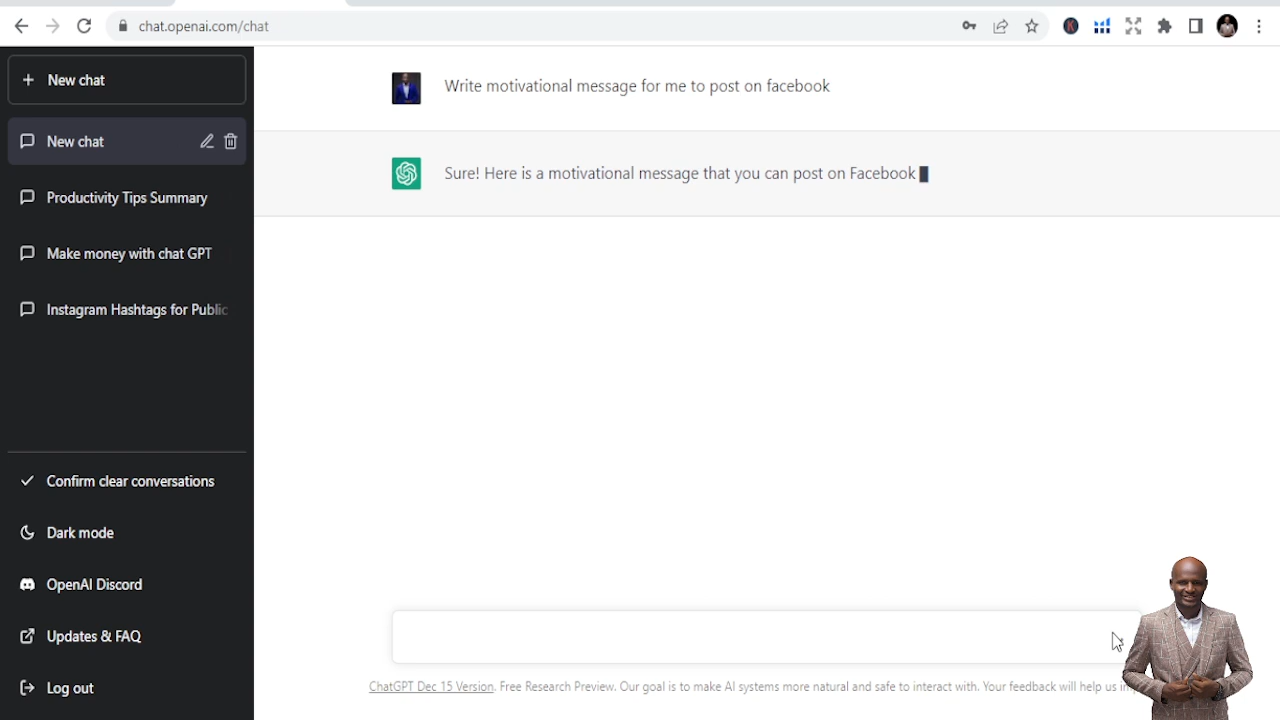 chat.openai.com/chat
New chat
New chat
Productivity Tips Summary
Make money with chat GPT
Instagram Hashtags for Public
Confirm clear conversations
Dark mode
OpenAI Discord
Updates & FAQ
Log out
Write motivational message for me to post on facebook
Sure! Here is a motivational message that you can post on Facebook
ChatGPT Dec 15 Version. Free Research Preview. Our goal is to make AI systems more natural and safe to interact with. Your feedback will help us